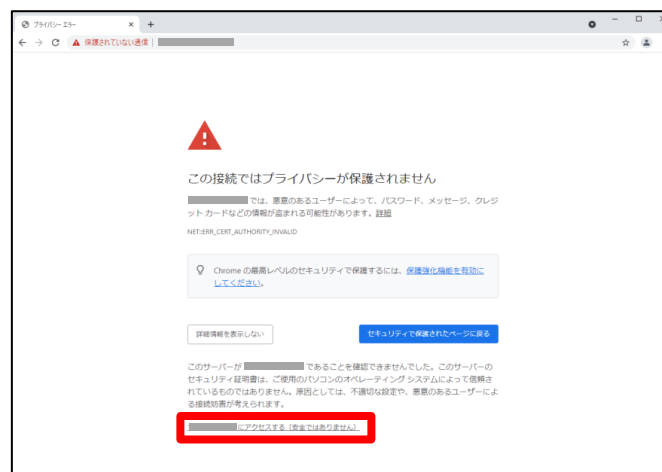 プライバシー エラー
保護されていない通信
この接続ではプライバシーが保護されません
では、悪意のあるユーザーによって、パスワード、メッセージ、クレジ
ット カードなどの情報が盗まれる可能性があります。詳細
NET::ERR_CERT_AUTHORITY_INVALID
Chrome の最高レベルのセキュリティで保護するには、保護強化機能を有効に
してください。
詳細情報を表示しない
セキュリティで保護されたページに戻る
このサーバーが であることを確認できませんでした。このサーバーの
セキュリティ証明書は、ご使用のパソコンのオペレーティング システムによって信頼さ
れているものではありません。原因としては、不適切な設定や、悪意のあるユーザーによ
る接続妨害が考えられます。
にアクセスする（安全ではありません）